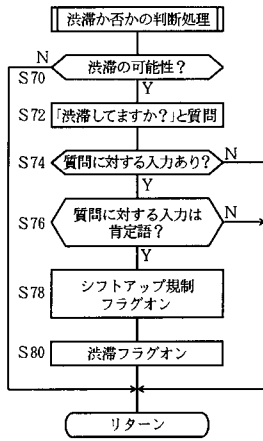 渋滞か否かの判断処理
N
渋滞の可能性？
S70
Y
S72
「渋滞してますか？」と質問
S74
質問に対する入力あり？
N
Y
S76
質問に対する入力は
肯定語？
N
Y
S78
シフトアップ規制
フラグオン
S80
渋滞フラグオン
リターン